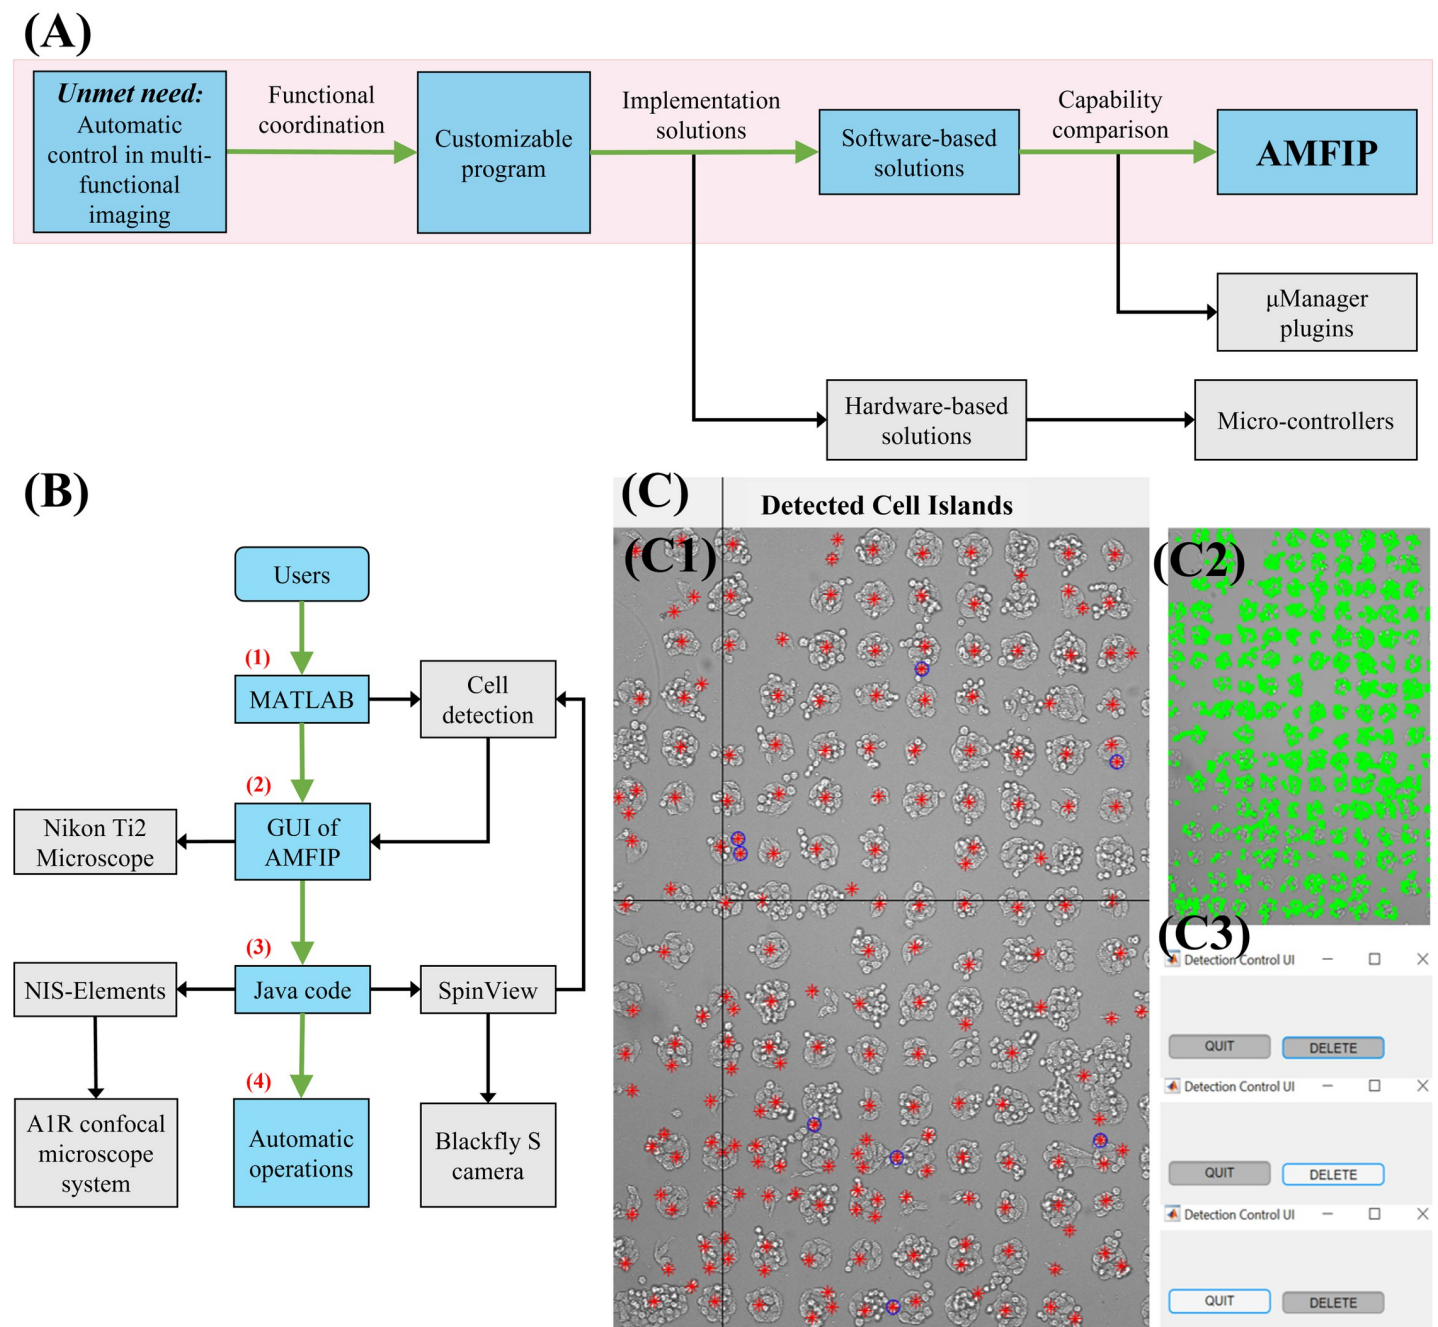 (A)
Unmet need:
Automatic
control in multi-
functional
imaging
Functional
coordination
Customizable
program
Implementation
solutions
Software-based
solutions
Capability
comparison
AMFIP
μManager
plugins
Hardware-based
solutions
Micro-controllers
(B)
Users
(1)
MATLAB
Cell
detection
(2)
GUI of
AMFIP
Nikon Ti2
Microscope
(3)
Java code
NIS-Elements
SpinView
(4)
Automatic
operations
A1R confocal
microscope
system
Blackfly S
camera
(C)
Detected Cell Islands
(C1)
(C2)
(C3)
Detection Control UI
QUIT
DELETE
Detection Control UI
QUIT
DELETE
Detection Control UI
QUIT
DELETE